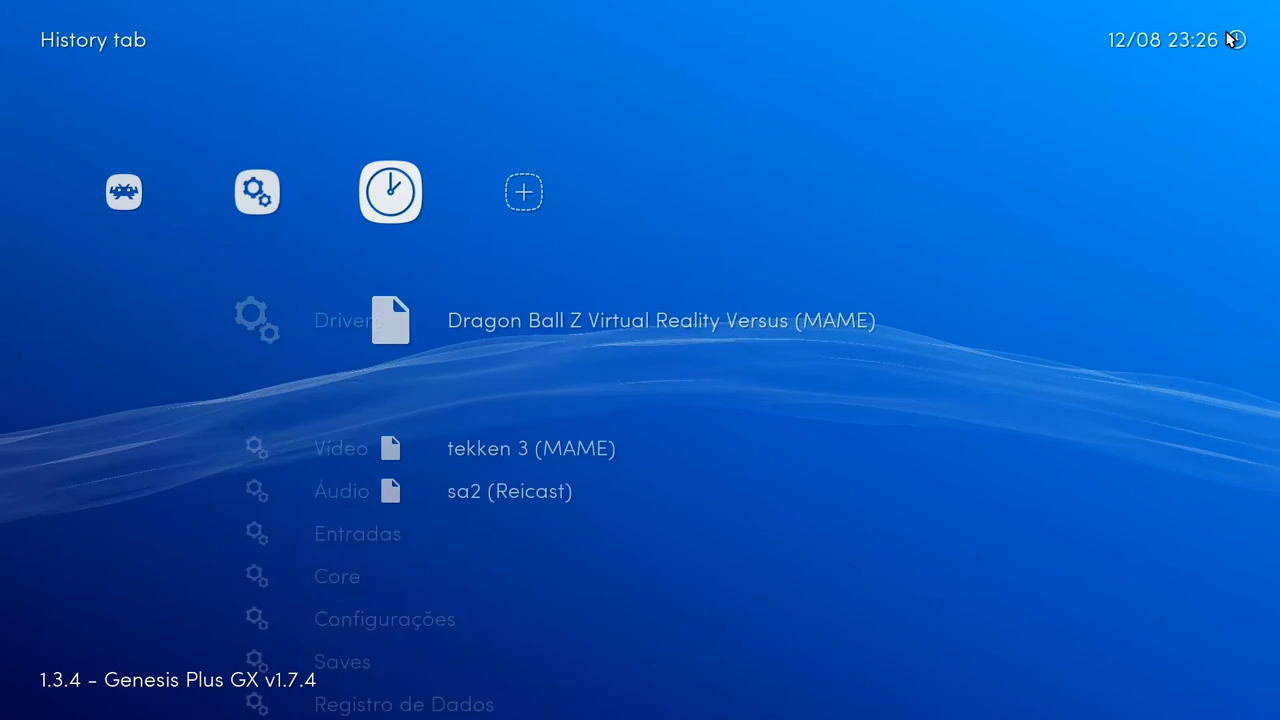 History tab
12/08 23:26
Drivers
Dragon Ball Z Virtual Reality Versus (MAME)
Vídeo
tekken 3 (MAME)
Áudio
sa2 (Reicast)
Entradas
Core
Configurações
Saves
1.3.4 - Genesis Plus GX v1.7.4
Registro de Dados